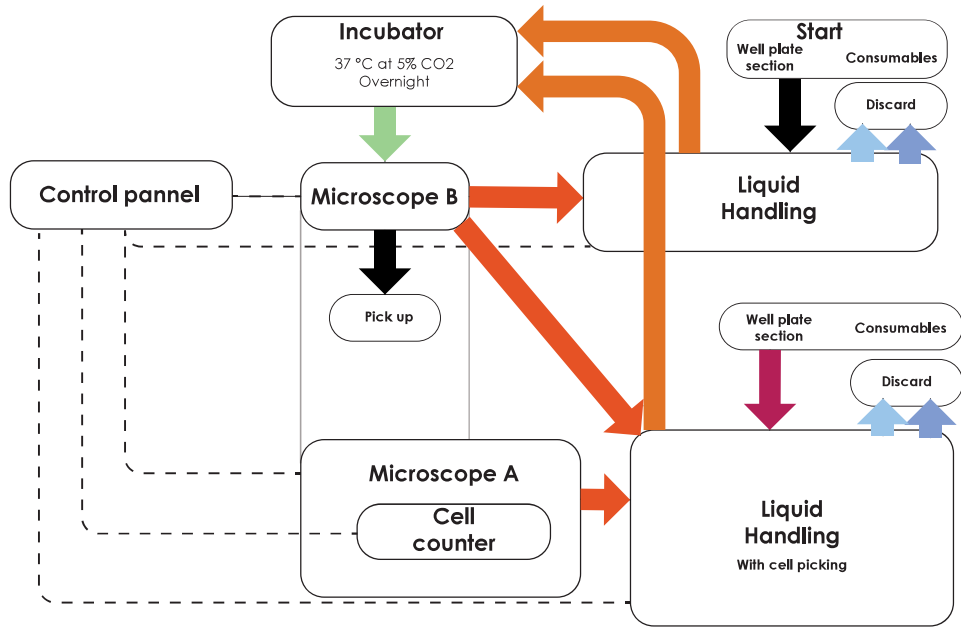 Incubator
37 °C at 5% CO2
Overnight
Start
Well plate
section
Consumables
Discard
Control pannel
Microscope B
Liquid
Handling
Pick up
Well plate
section
Consumables
Discard
Microscope A
Cell
counter
Liquid
Handling
With cell picking